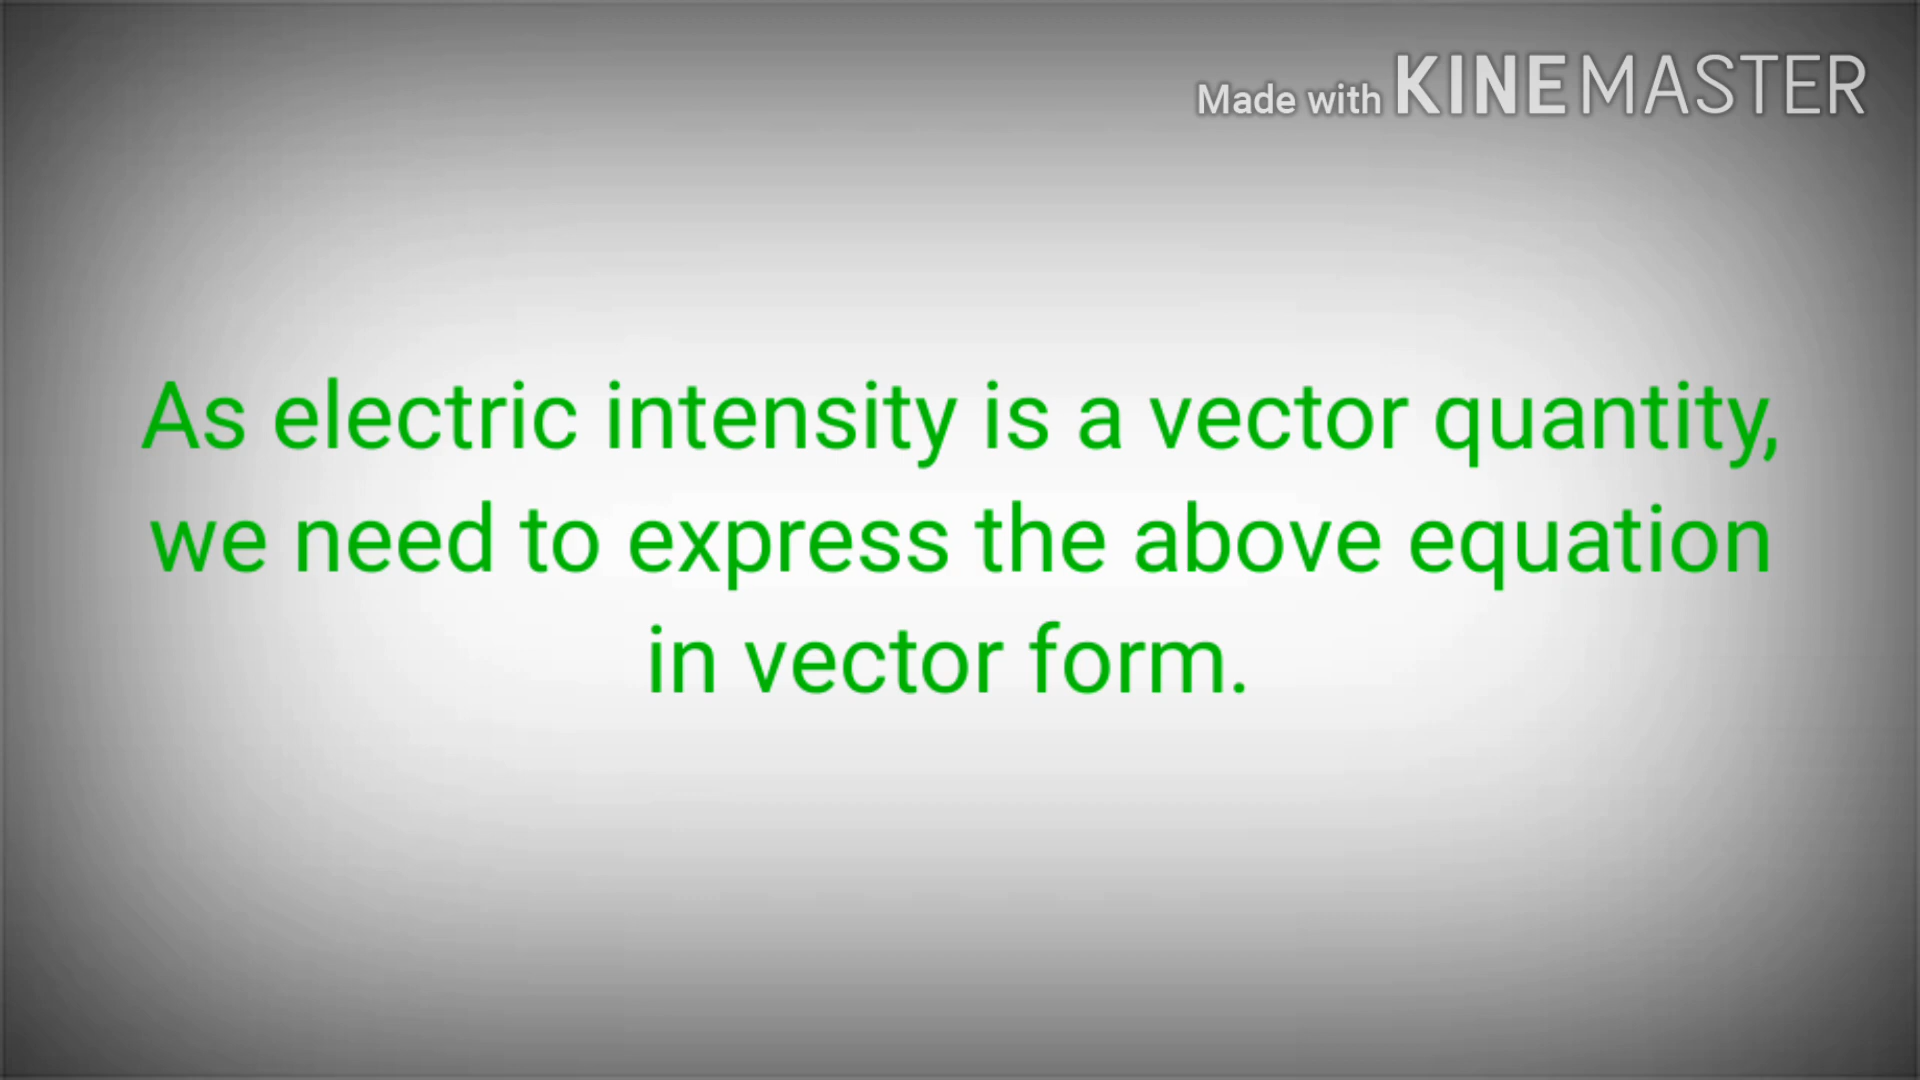 Made with KINEMASTER
As electric intensity is a vector quantity,
we need to express the above equation
in vector form.